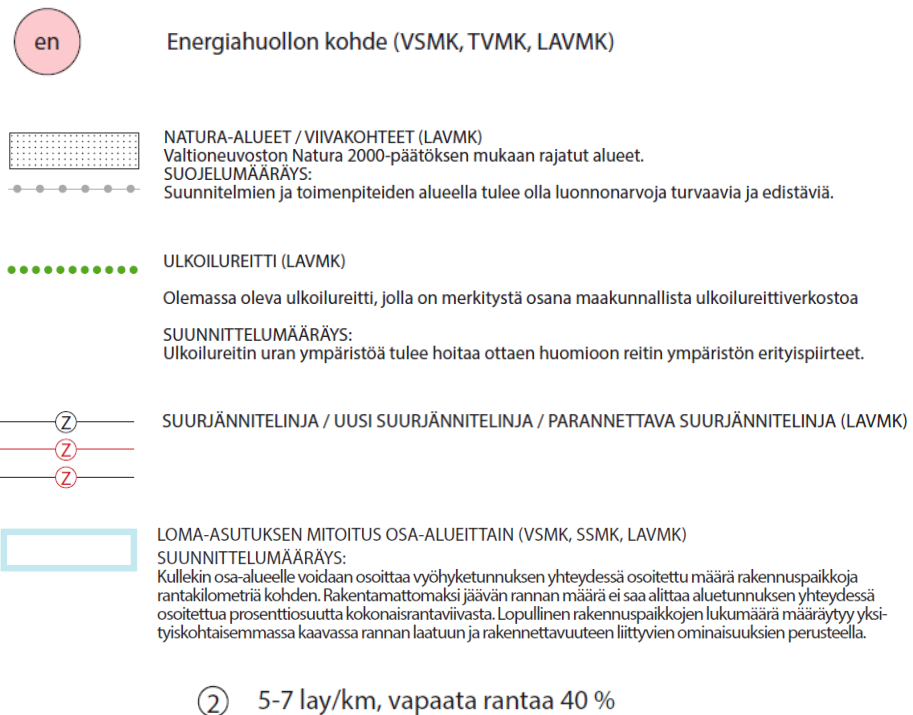 en
Energiahuollon kohde (VSMK, TVMK, LAVMK)
NATURA-ALUEET / VIIVAKOHTEET (LAVMK)
Valtioneuvoston Natura 2000-päätöksen mukaan rajatut alueet.
SUOJELUMÄÄRÄYS:
Suunnitelmien ja toimenpiteiden alueella tulee olla luonnonarvoja turvaavia ja edistäviä.
ULKOILUREITTI (LAVMK)
Olemassa oleva ulkoilureitti, jolla on merkitystä osana maakunnallista ulkoilureittiverkostoa
SUUNNITTELUMÄÄRÄYS:
Ulkoilureitin uran ympäristöä tulee hoitaa ottaen huomioon reitin ympäristön erityispiirteet.
Z
SUURJÄNNITELINJA / UUSI SUURJÄNNITELINJA / PARANNETTAVA SUURJÄNNITELINJA (LAVMK)
Z
Z
LOMA-ASUTUKSEN MITOITUS OSA-ALUEITTAIN (VSMK, SSMK, LAVMK)
SUUNNITTELUMÄÄRÄYS:
Kullekin osa-alueelle voidaan osoittaa vyöhyketunnuksen yhteydessä osoitettu määrä rakennuspaikkoja
rantakilometriä kohden. Rakentamattomaksi jäävän rannan määrä ei saa alittaa aluetunnuksen yhteydessä
osoitettua prosenttiosuutta kokonaisrantaviivasta. Lopullinen rakennuspaikkojen lukumäärä määräytyy yksi-
tyiskohtaisemmassa kaavassa rannan laatuun ja rakennettavuuteen liittyvien ominaisuuksien perusteella.
2 5-7 lay/km, vapaata rantaa 40 %